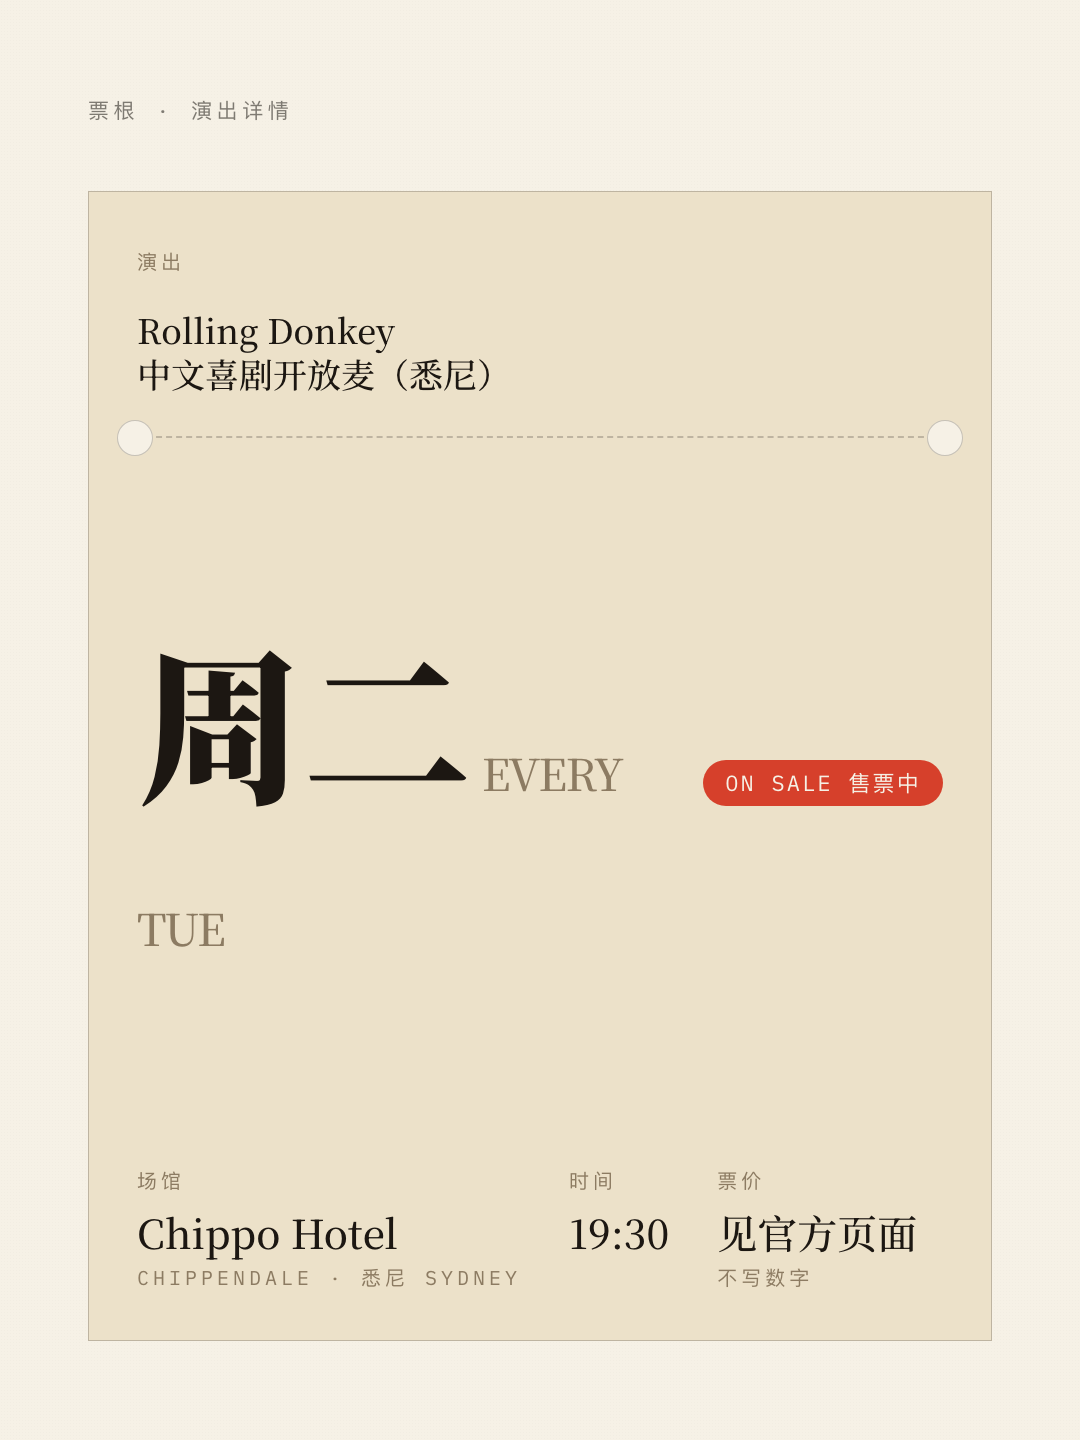 票根 · 演出详情
演出
Rolling Donkey
中文喜剧开放麦（悉尼）
周二 EVERY
ON SALE 售票中
TUE
场馆
Chippo Hotel
CHIPPENDALE · 悉尼 SYDNEY
时间
19:30
票价
见官方页面
不写数字